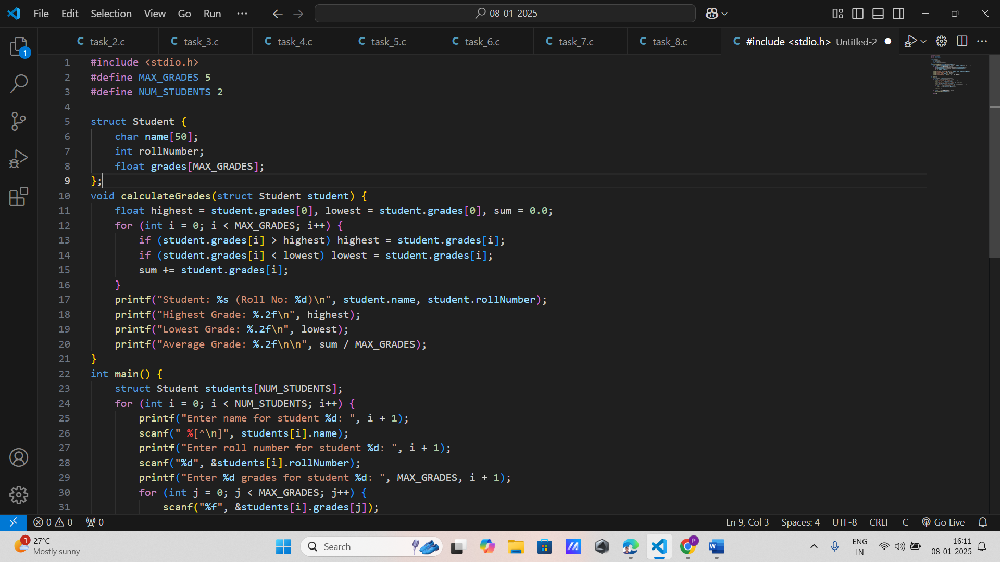 File Edit Selection View Go Run ··· 08-01-2025
task_2.c task_3.c task_4.c task_5.c task_6.c task_7.c task_8.c #include <stdio.h> Untitled-2
1 #include <stdio.h>
2 #define MAX_GRADES 5
3 #define NUM_STUDENTS 2
4
5 struct Student {
6     char name[50];
7     int rollNumber;
8     float grades[MAX_GRADES];
9 };
10 void calculateGrades(struct Student student) {
11     float highest = student.grades[0], lowest = student.grades[0], sum = 0.0;
12     for (int i = 0; i < MAX_GRADES; i++) {
13         if (student.grades[i] > highest) highest = student.grades[i];
14         if (student.grades[i] < lowest) lowest = student.grades[i];
15         sum += student.grades[i];
16     }
17     printf("Student: %s (Roll No: %d)\n", student.name, student.rollNumber);
18     printf("Highest Grade: %.2f\n", highest);
19     printf("Lowest Grade: %.2f\n", lowest);
20     printf("Average Grade: %.2f\n\n", sum / MAX_GRADES);
21 }
22 int main() {
23     struct Student students[NUM_STUDENTS];
24     for (int i = 0; i < NUM_STUDENTS; i++) {
25         printf("Enter name for student %d: ", i + 1);
26         scanf(" %[^\n]", students[i].name);
27         printf("Enter roll number for student %d: ", i + 1);
28         scanf("%d", &students[i].rollNumber);
29         printf("Enter %d grades for student %d: ", MAX_GRADES, i + 1);
30         for (int j = 0; j < MAX_GRADES; j++) {
31             scanf("%f", &students[i].grades[j]);
1
0 0 0 Ln 9, Col 3 Spaces: 4 UTF-8 CRLF C Go Live
1 27°C
Mostly sunny
Search
P
W
ENG
IN
16:11
08-01-2025